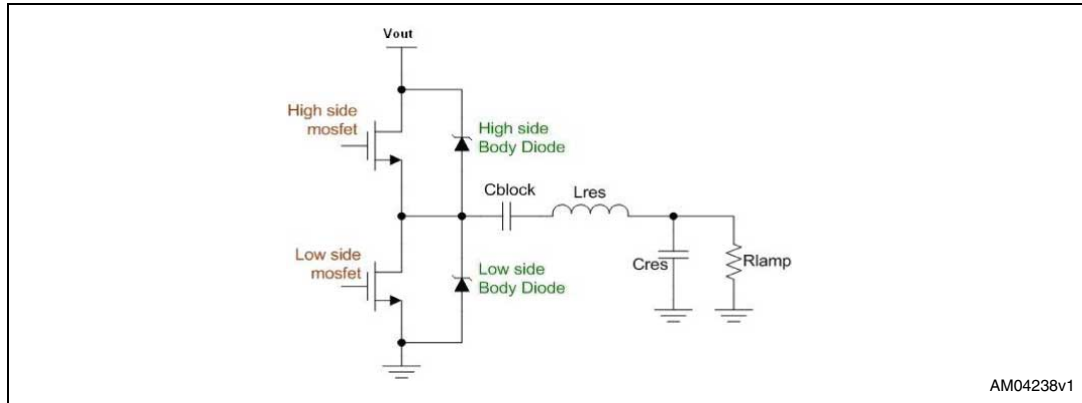 Vout
High side
mosfet
High side
Body Diode
Cblock
Lres
Low side
mosfet
Low side
Body Diode
Cres
Rlamp
AM04238v1